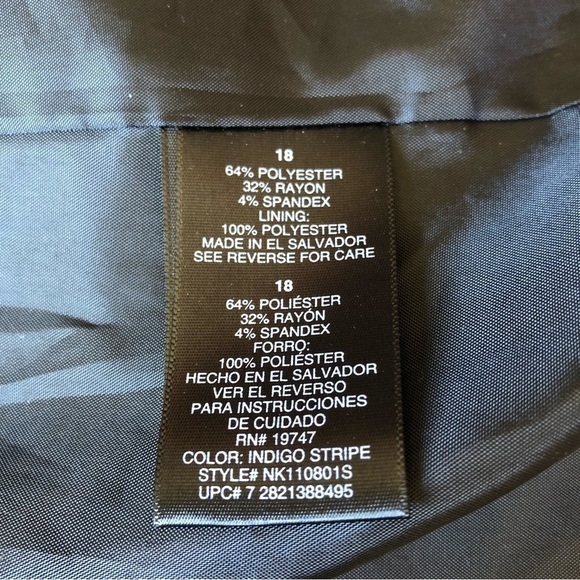 18
64% POLYESTER
32% RAYON
4% SPANDEX
LINING:
100% POLYESTER
MADE IN EL SALVADOR
SEE REVERSE FOR CARE
18
64% POLIÉSTER
32% RAYÓN
4% SPANDEX
FORRO:
100% POLIÉSTER
HECHO EN EL SALVADOR
VER EL REVERSO
PARA INSTRUCCIONES
DE CUIDADO
RN# 19747
COLOR: INDIGO STRIPE
STYLE# NK110801S
UPC# 7 2821388495